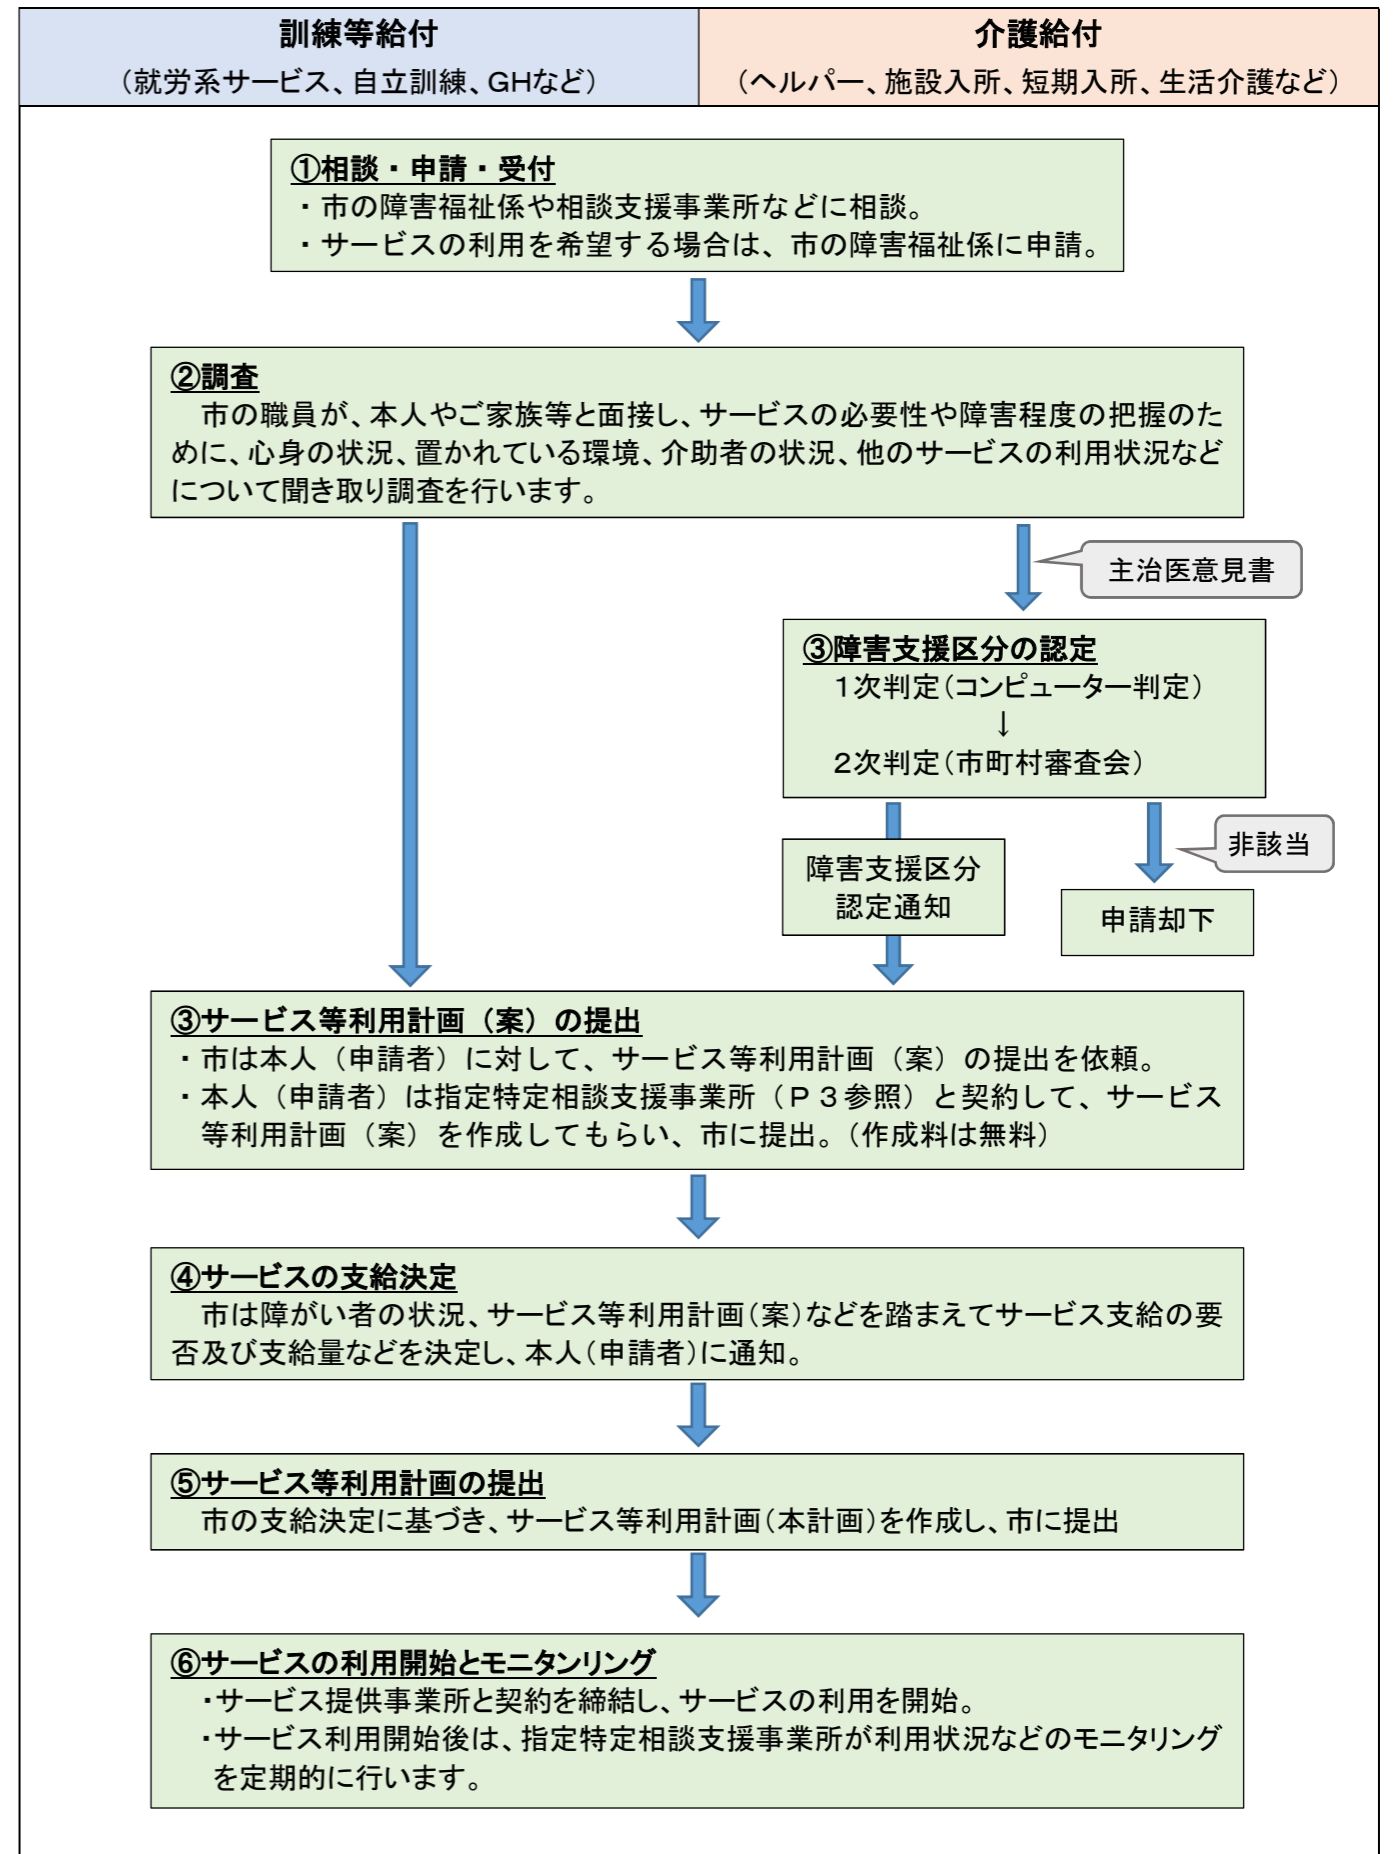 訓練等給付
（就労系サービス、自立訓練、GHなど）
介護給付
（ヘルパー、施設入所、短期入所、生活介護など）
①相談・申請・受付
・市の障害福祉係や相談支援事業所などに相談。
・サービスの利用を希望する場合は、市の障害福祉係に申請。
②調査
市の職員が、本人やご家族等と面接し、サービスの必要性や障害程度の把握のた
めに、心身の状況、置かれている環境、介助者の状況、他のサービスの利用状況など
について聞き取り調査を行います。
主治医意見書
③障害支援区分の認定
１次判定（コンピューター判定）
↓
２次判定（市町村審査会）
障害支援区分
認定通知
非該当
申請却下
③サービス等利用計画（案）の提出
・市は本人（申請者）に対して、サービス等利用計画（案）の提出を依頼。
・本人（申請者）は指定特定相談支援事業所（Ｐ３参照）と契約して、サービス
等利用計画（案）を作成してもらい、市に提出。（作成料は無料）
④サービスの支給決定
市は障がい者の状況、サービス等利用計画（案）などを踏まえてサービス支給の要
否及び支給量などを決定し、本人（申請者）に通知。
⑤サービス等利用計画の提出
市の支給決定に基づき、サービス等利用計画（本計画）を作成し、市に提出
⑥サービスの利用開始とモニタンリング
・サービス提供事業所と契約を締結し、サービスの利用を開始。
・サービス利用開始後は、指定特定相談支援事業所が利用状況などのモニタリング
を定期的に行います。